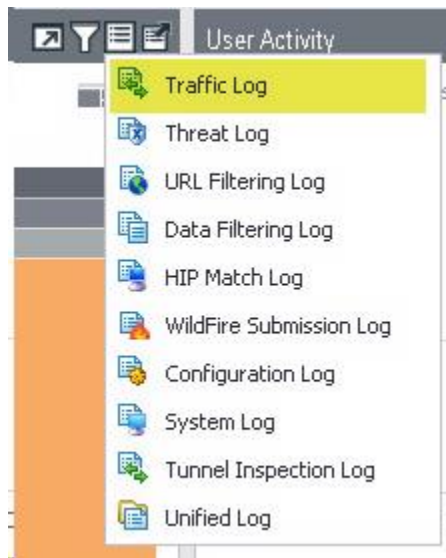 User Activity
Traffic Log
Threat Log
URL Filtering Log
Data Filtering Log
HIP Match Log
WildFire Submission Log
Configuration Log
System Log
Tunnel Inspection Log
Unified Log